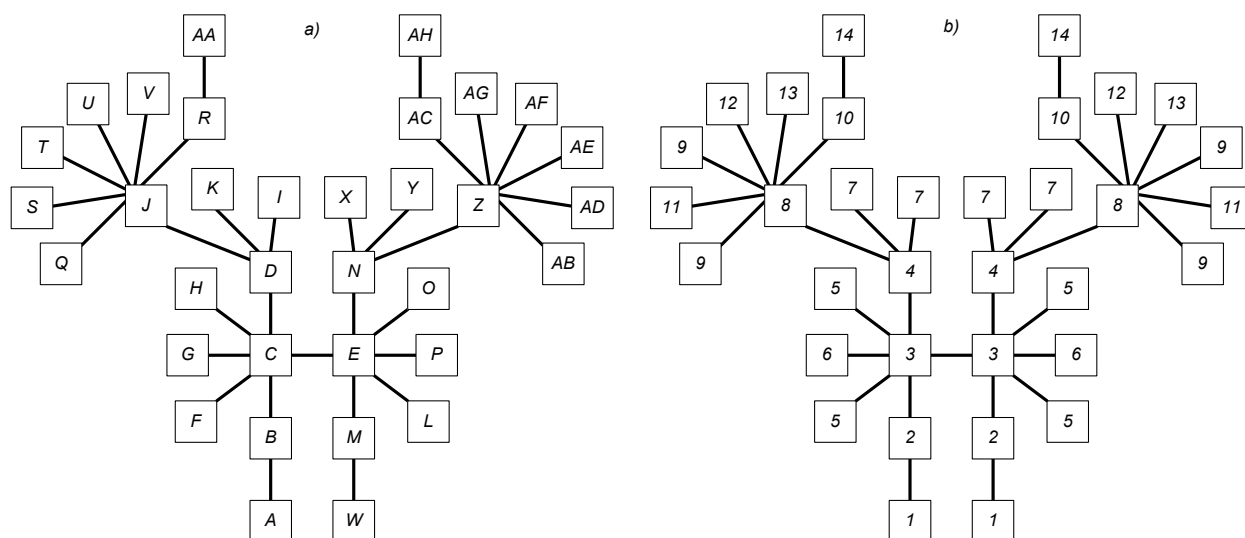 a)
AA
U
V
R
T
S
J
Q
K
I
D
H
G
C
F
B
A
AH
AC
AG
AF
AE
AD
AB
Z
X
Y
N
O
E
P
L
M
W
b)
14
12
13
10
9
11
8
9
7
7
4
5
6
3
5
2
1
14
10
12
13
9
11
9
8
7
7
4
5
3
6
5
2
1